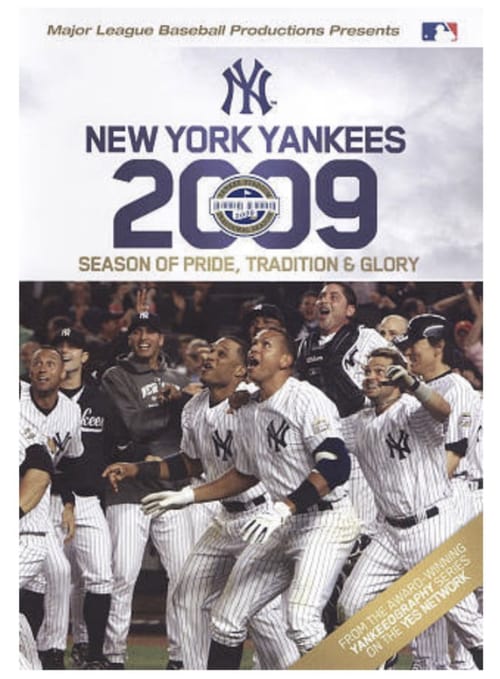 Major League Baseball Productions Presents
NY
NEW YORK YANKEES
2009
SEASON OF PRIDE, TRADITION & GLORY
FROM THE AWARD-WINNING
YANKEEOGRAPHY SERIES
ON THE YES NETWORK